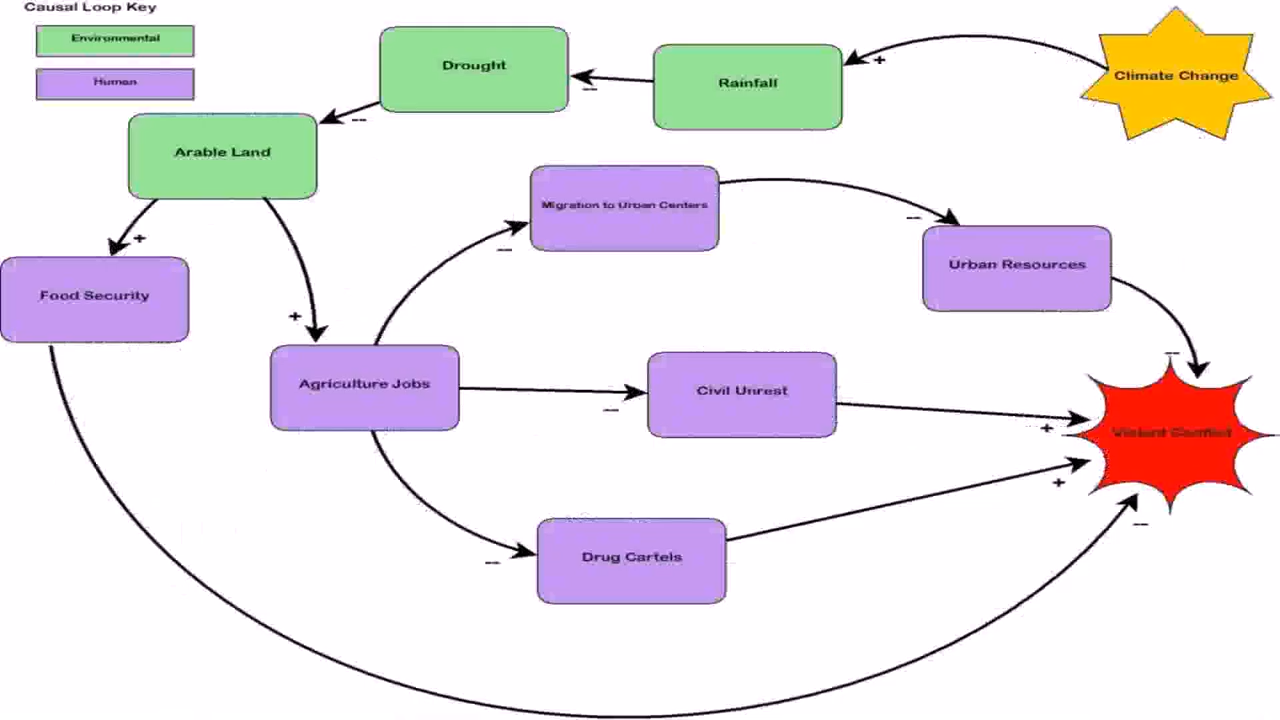 Causal Loop Key
Environmental
Human
Drought
Rainfall
Climate Change
+
--
--
Arable Land
Migration to Urban Centers
--
+
--
Urban Resources
Food Security
+
--
Agriculture Jobs
--
Civil Unrest
+
Violent Conflict
+
--
Drug Cartels
--